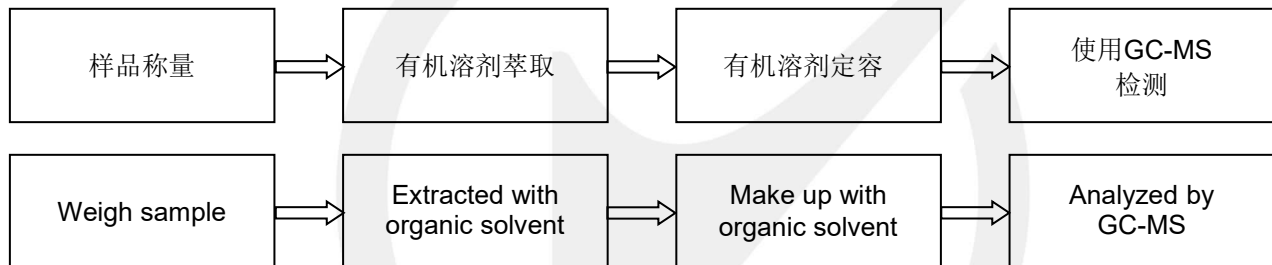 样品称量
有机溶剂萃取
有机溶剂定容
使用GC-MS
检测
Weigh sample
Extracted with
organic solvent
Make up with
organic solvent
Analyzed by
GC-MS